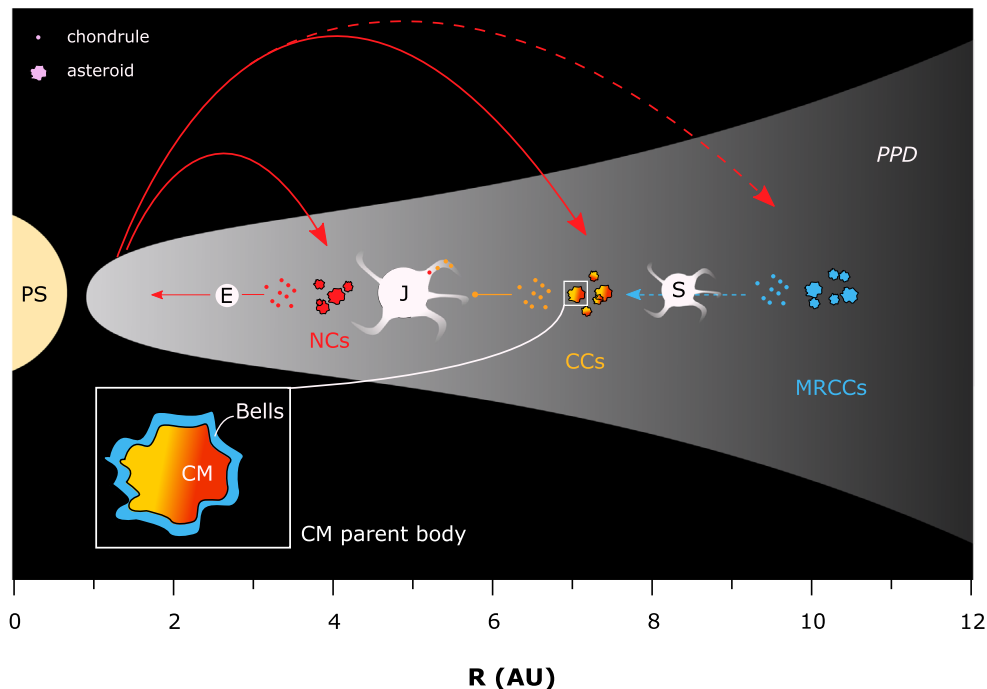 chondrule
asteroid
PPD
PS
E
J
S
NCs
CCs
MRCCs
Bells
CM
CM parent body
0 2 4 6 8 10 12
R (AU)